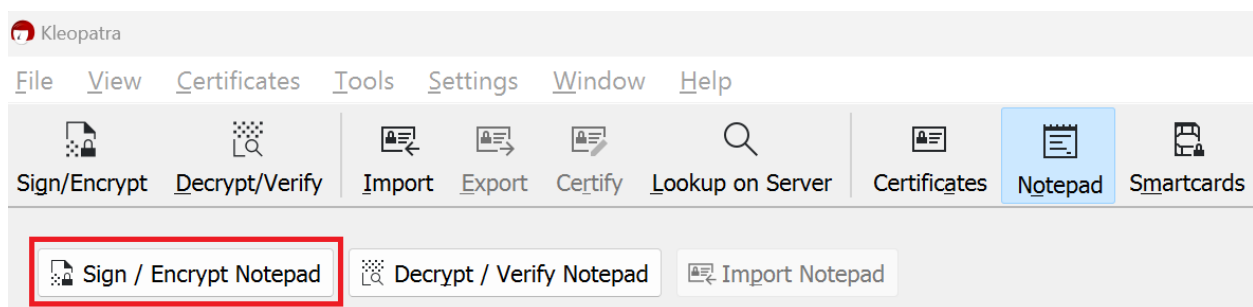 Kleopatra
File View Certificates Tools Settings Window Help
Sign/Encrypt Decrypt/Verify Import Export Certify Lookup on Server Certificates Notepad Smartcards
Sign / Encrypt Notepad Decrypt / Verify Notepad Import Notepad